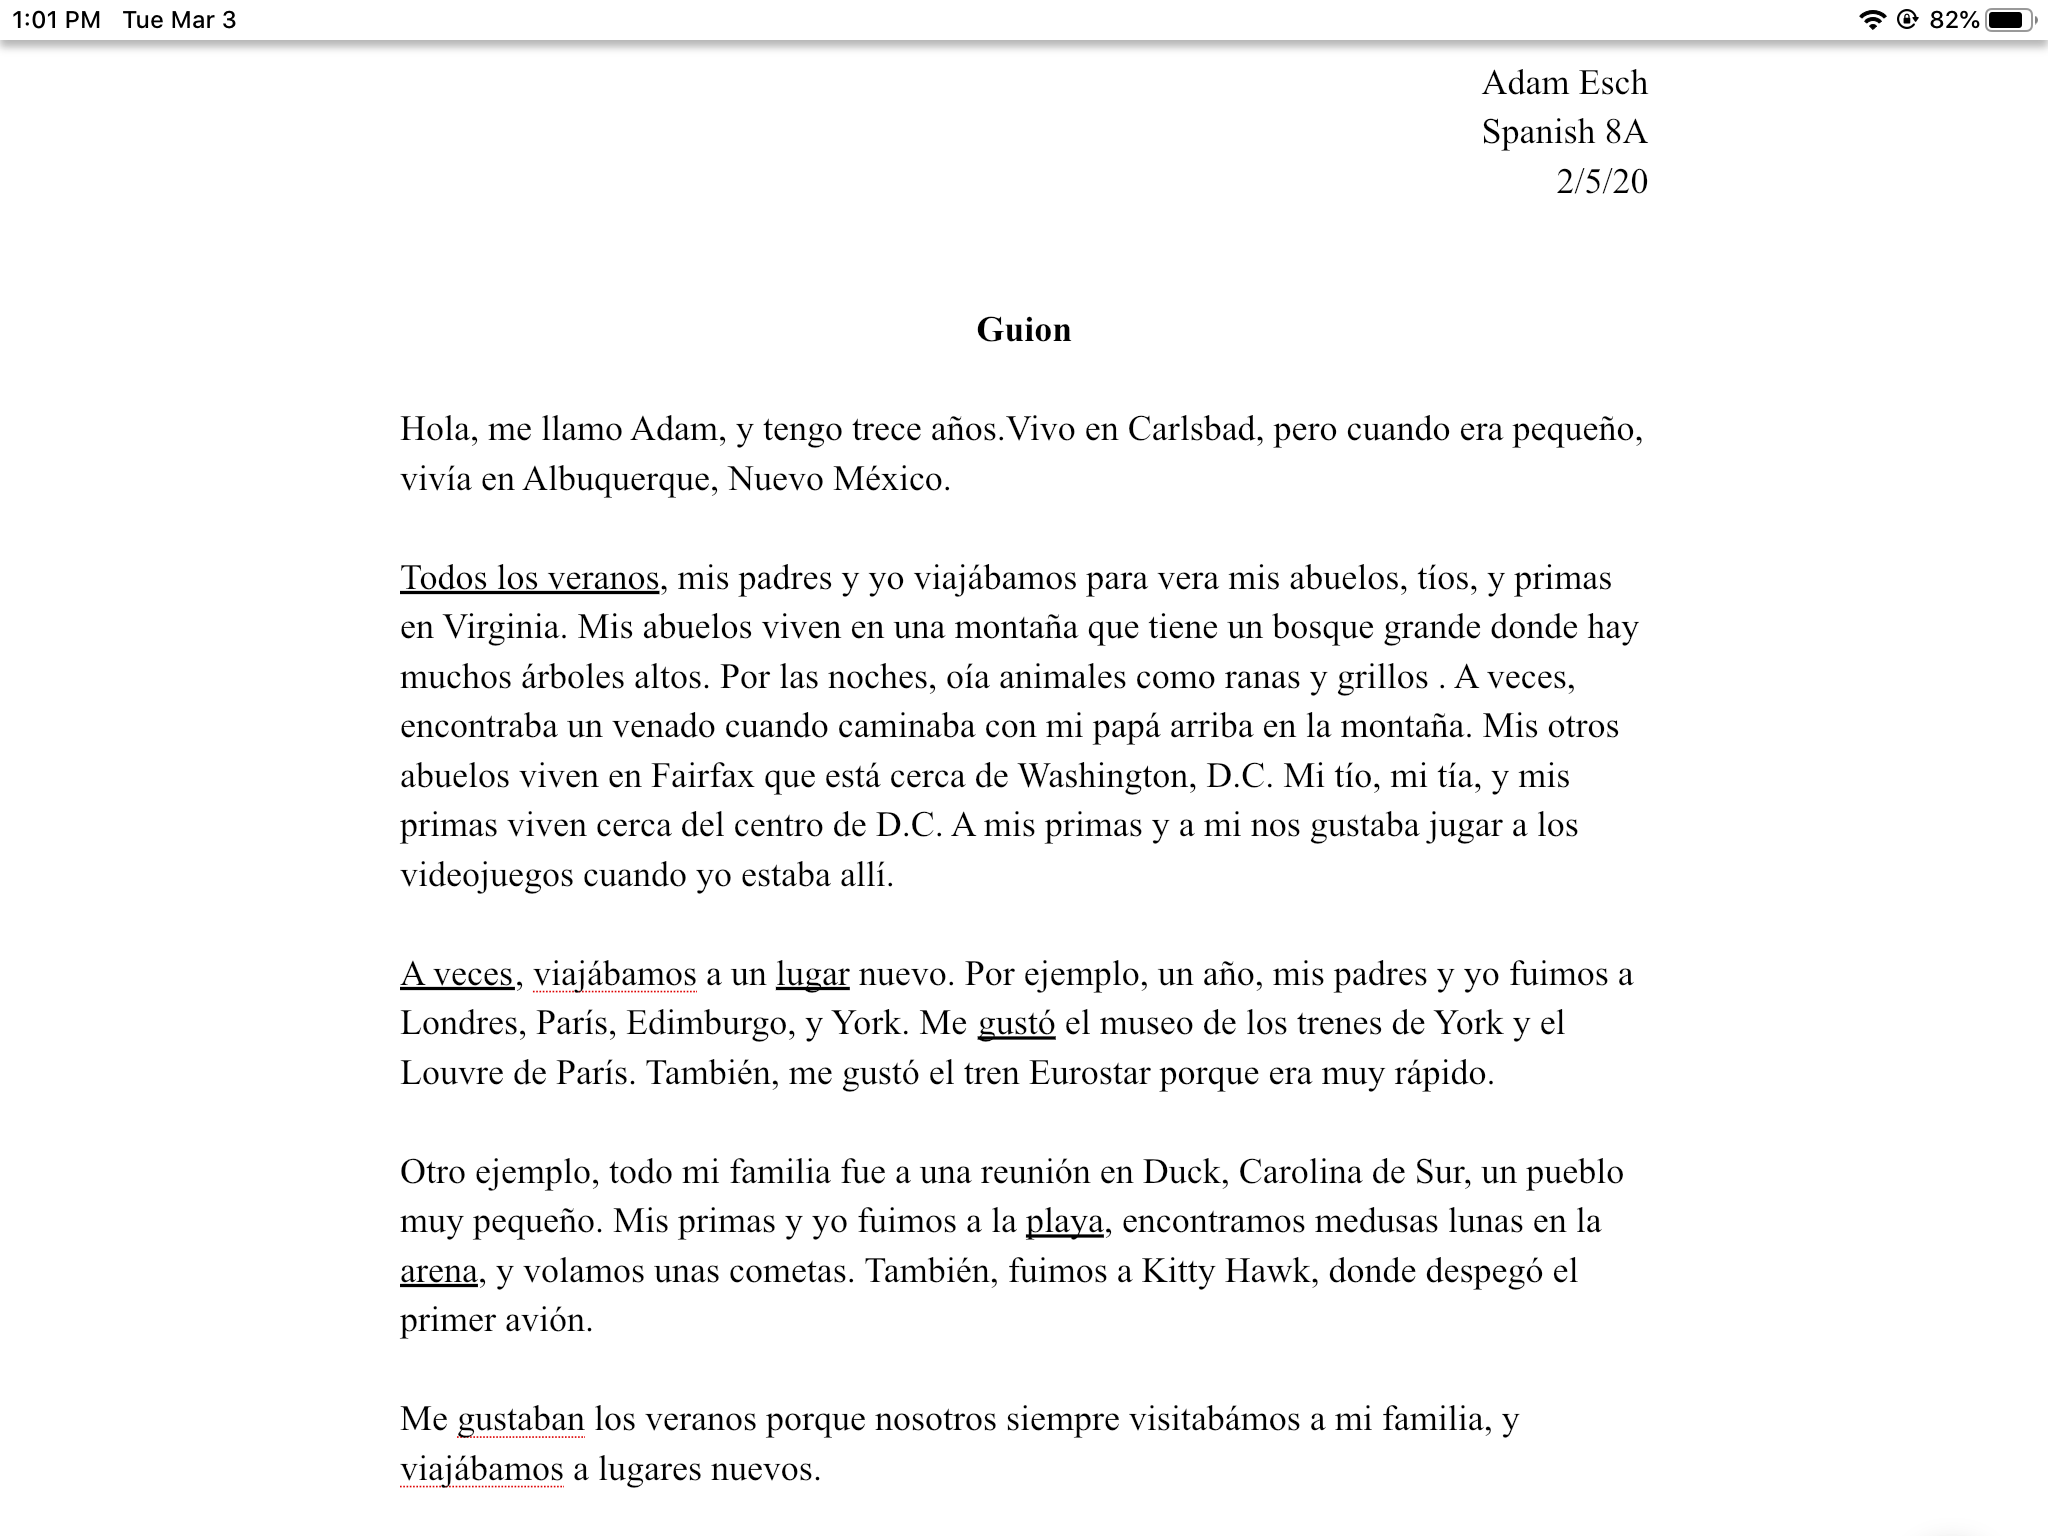 1:01 PM Tue Mar 3 82%
Adam Esch
Spanish 8A
2/5/20
Guion
Hola, me llamo Adam, y tengo trece años.Vivo en Carlsbad, pero cuando era pequeño,
vivía en Albuquerque, Nuevo México.
Todos los veranos, mis padres y yo viajábamos para vera mis abuelos, tíos, y primas
en Virginia. Mis abuelos viven en una montaña que tiene un bosque grande donde hay
muchos árboles altos. Por las noches, oía animales como ranas y grillos . A veces,
encontraba un venado cuando caminaba con mi papá arriba en la montaña. Mis otros
abuelos viven en Fairfax que está cerca de Washington, D.C. Mi tío, mi tía, y mis
primas viven cerca del centro de D.C. A mis primas y a mi nos gustaba jugar a los
videojuegos cuando yo estaba allí.
A veces, viajábamos a un lugar nuevo. Por ejemplo, un año, mis padres y yo fuimos a
Londres, París, Edimburgo, y York. Me gustó el museo de los trenes de York y el
Louvre de París. También, me gustó el tren Eurostar porque era muy rápido.
Otro ejemplo, todo mi familia fue a una reunión en Duck, Carolina de Sur, un pueblo
muy pequeño. Mis primas y yo fuimos a la playa, encontramos medusas lunas en la
arena, y volamos unas cometas. También, fuimos a Kitty Hawk, donde despegó el
primer avión.
Me gustaban los veranos porque nosotros siempre visitabámos a mi familia, y
viajábamos a lugares nuevos.